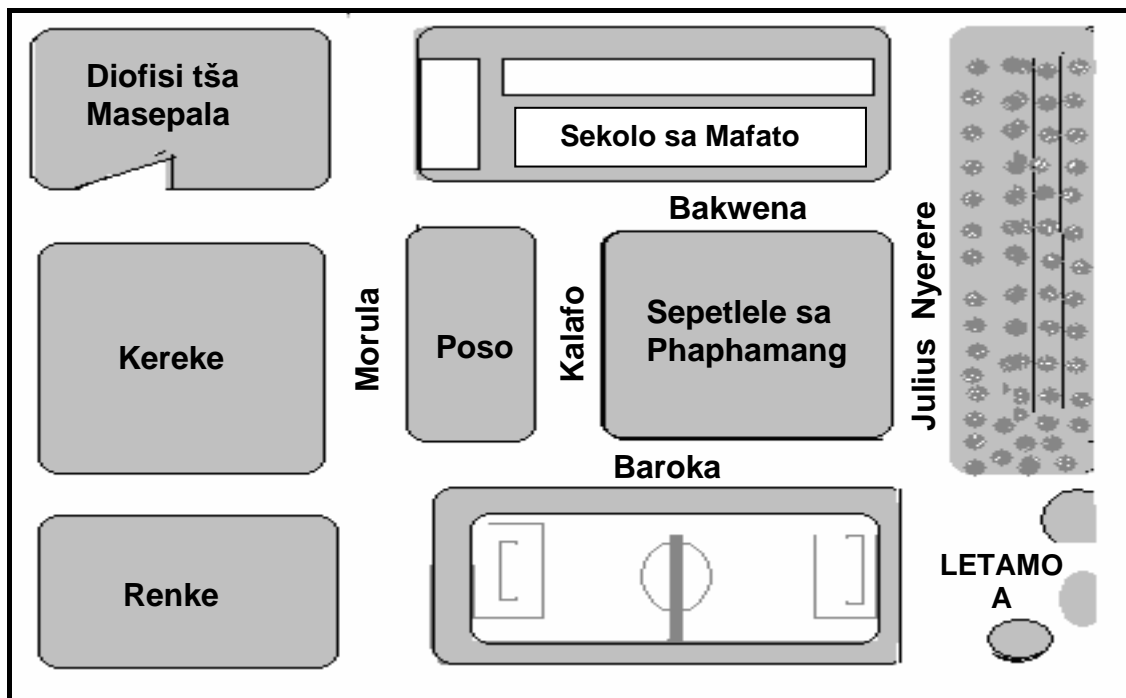 Diofisi tša
Masepala
Sekolo sa Mafato
Bakwena
Kereke
Morula
Poso
Kalafo
Sepetlele sa
Phaphamang
Julius Nyerere
Baroka
Renke
LETAMO
A